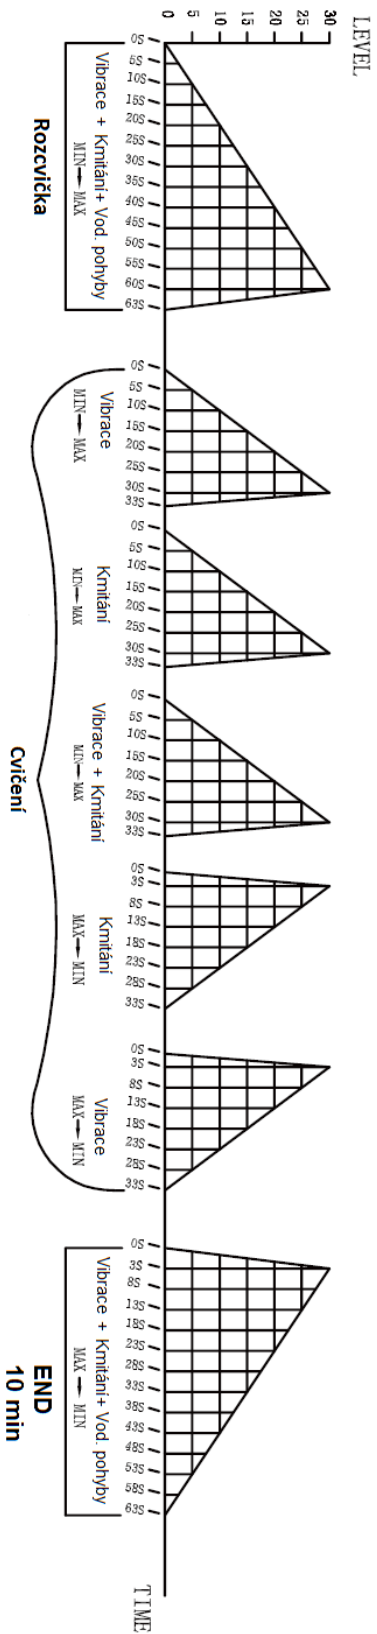 LEVEL
30
25
20
15
10
5
0
0S
5S
10S
15S
20S
25S
30S
35S
40S
45S
50S
55S
60S
63S
Vibrace + Kmitání+ Vod. pohyby
MIN→MAX
Rozcvička
0S
5S
10S
15S
20S
25S
30S
33S
Vibrace
MIN→MAX
0S
5S
10S
15S
20S
25S
30S
33S
Kmitání
MIN→MAX
0S
5S
10S
15S
20S
25S
30S
33S
Vibrace + Kmitání
MIN→MAX
0S
3S
8S
13S
18S
23S
28S
33S
Kmitání
MAX→MIN
0S
3S
8S
13S
18S
23S
28S
33S
Vibrace
MAX→MIN
Cvičení
0S
3S
8S
13S
18S
23S
28S
33S
38S
43S
48S
53S
58S
63S
Vibrace + Kmitání+ Vod. pohyby
MAX → MIN
END
10 min
TIME